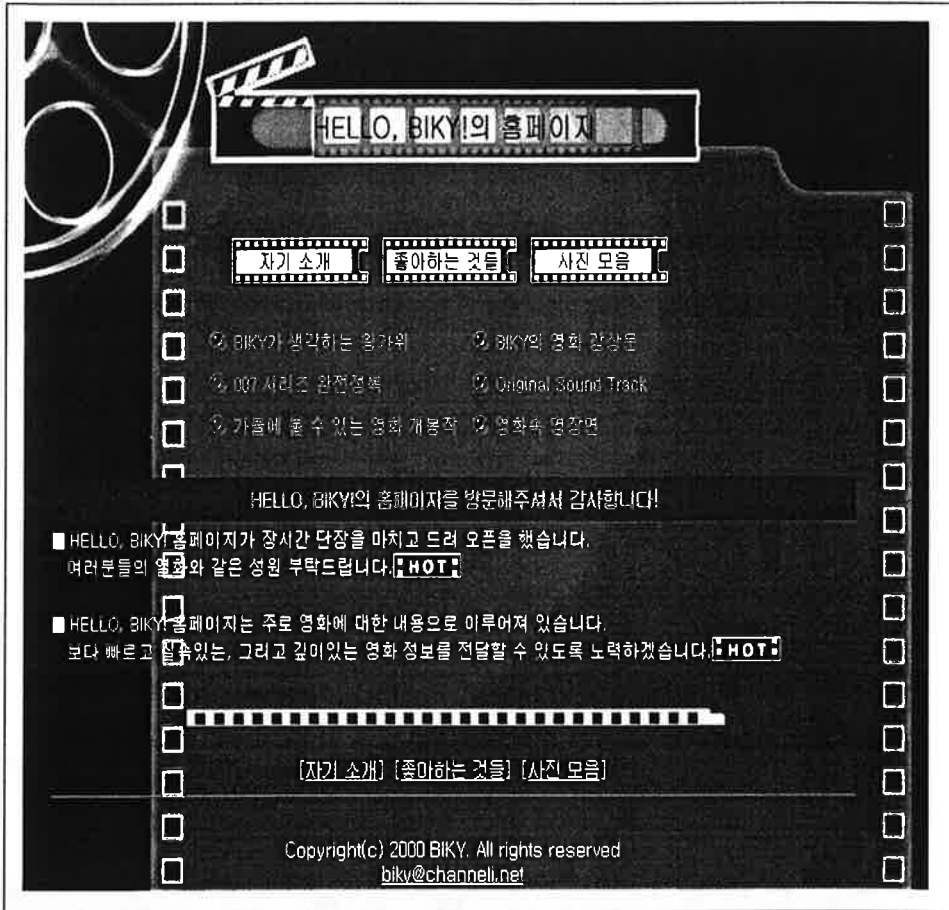 HELLO, BIKY!의 홈페이지
자기 소개 좋아하는 것들 사진 모음
BIKY가 생각하는 왕가위 BIKY의 영화 감상문
007 시리즈 완전정복 Original Sound Track
가을에 볼 수 있는 영화 개봉작 영화속 명장면
HELLO, BIKY!의 홈페이지를 방문해주셔서 감사합니다!
HELLO, BIKY! 홈페이지가 장시간 단장을 마치고 드려 오픈을 했습니다.
여러분들의 열화와 같은 성원 부탁드립니다. HOT
HELLO, BIKY! 홈페이지는 주로 영화에 대한 내용으로 이루어져 있습니다.
보다 빠르고 실속있는, 그리고 깊이있는 영화 정보를 전달할 수 있도록 노력하겠습니다. HOT
[자기 소개] [좋아하는 것들] [사진 모음]
Copyright(c) 2000 BIKY. All rights reserved
biky@channeli.net